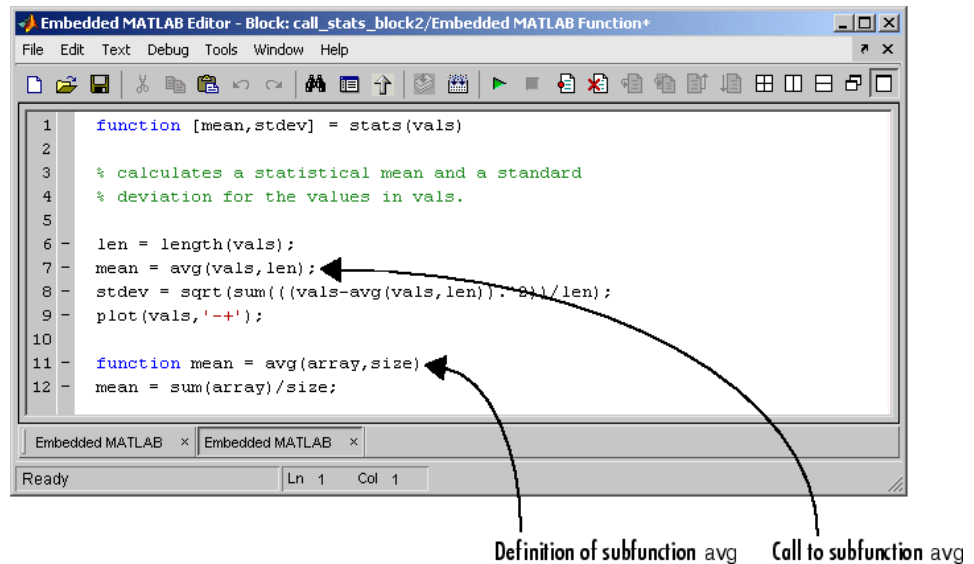 Embedded MATLAB Editor - Block: call_stats_block2/Embedded MATLAB Function*
File Edit Text Debug Tools Window Help
1 function [mean,stdev] = stats(vals)
2
3 % calculates a statistical mean and a standard
4 % deviation for the values in vals.
5
6 - len = length(vals);
7 - mean = avg(vals,len);
8 - stdev = sqrt(sum(((vals-avg(vals,len)).^2))/len);
9 - plot(vals,'-+');
10
11 - function mean = avg(array,size)
12 - mean = sum(array)/size;
Embedded MATLAB × Embedded MATLAB ×
Ready Ln 1 Col 1
Definition of subfunction avg Call to subfunction avg